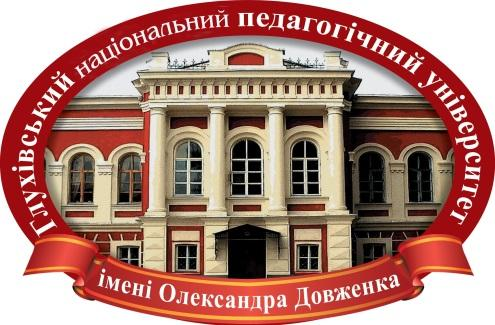 Глухівський національний педагогічний університет
імені Олександра Довженка